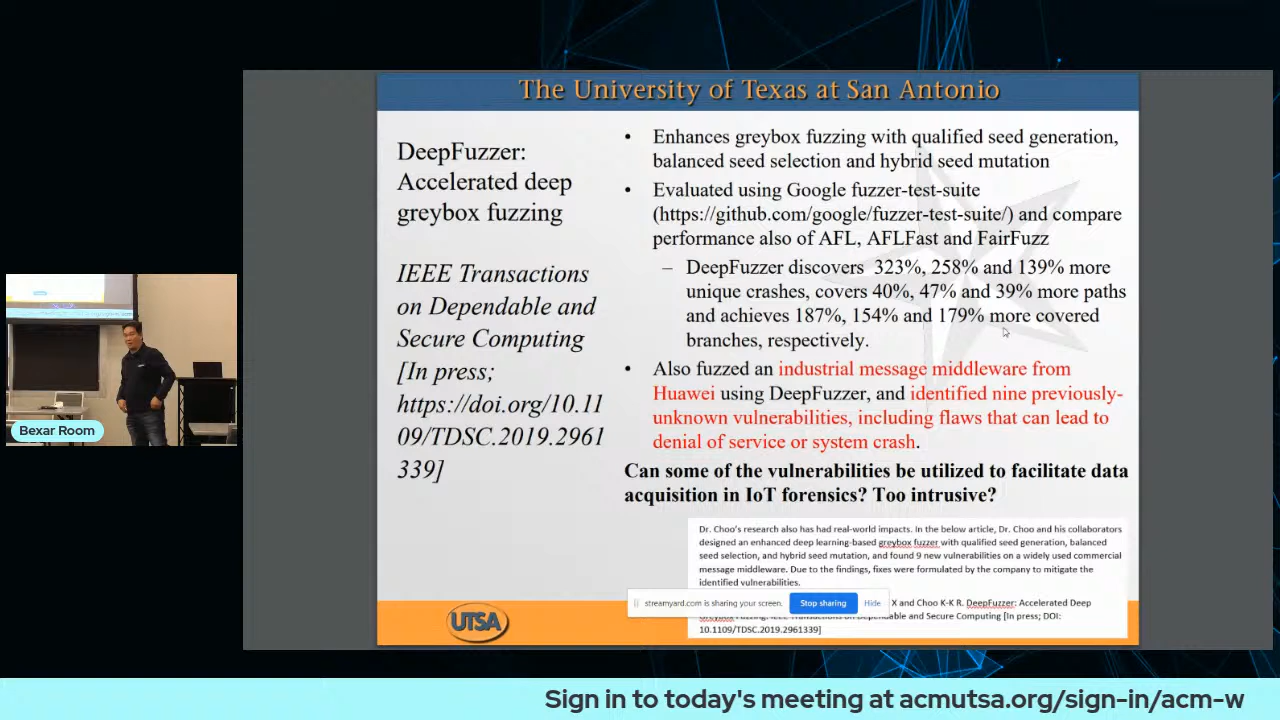 The University of Texas at San Antonio
DeepFuzzer:
Accelerated deep
greybox fuzzing
IEEE Transactions
on Dependable and
Secure Computing
[In press;
https://doi.org/10.11
09/TDSC.2019.2961
339]
• Enhances greybox fuzzing with qualified seed generation,
balanced seed selection and hybrid seed mutation
• Evaluated using Google fuzzer-test-suite
(https://github.com/google/fuzzer-test-suite/) and compare
performance also of AFL, AFLFast and FairFuzz
– DeepFuzzer discovers 323%, 258% and 139% more
unique crashes, covers 40%, 47% and 39% more paths
and achieves 187%, 154% and 179% more covered
branches, respectively.
• Also fuzzed an industrial message middleware from
Huawei using DeepFuzzer, and identified nine previously-
unknown vulnerabilities, including flaws that can lead to
denial of service or system crash.
Can some of the vulnerabilities be utilized to facilitate data
acquisition in IoT forensics? Too intrusive?
Dr. Choo's research also has had real-world impacts. In the below article, Dr. Choo and his collaborators
designed an enhanced deep learning-based greybox fuzzer with qualified seed generation, balanced
seed selection, and hybrid seed mutation, and found 9 new vulnerabilities on a widely used commercial
message middleware. Due to the findings, fixes were formulated by the company to mitigate the
identified vulnerabilities.
streamyard.com is sharing your screen. Stop sharing Hide
X and Choo K-K R. DeepFuzzer: Accelerated Deep
Greybox Fuzzing. IEEE Transactions on Dependable and Secure Computing [In press; DOI:
10.1109/TDSC.2019.2961339]
UTSA
Bexar Room
Sign in to today's meeting at acmutsa.org/sign-in/acm-w